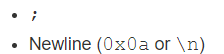 • ;
• Newline (0x0a or \n)